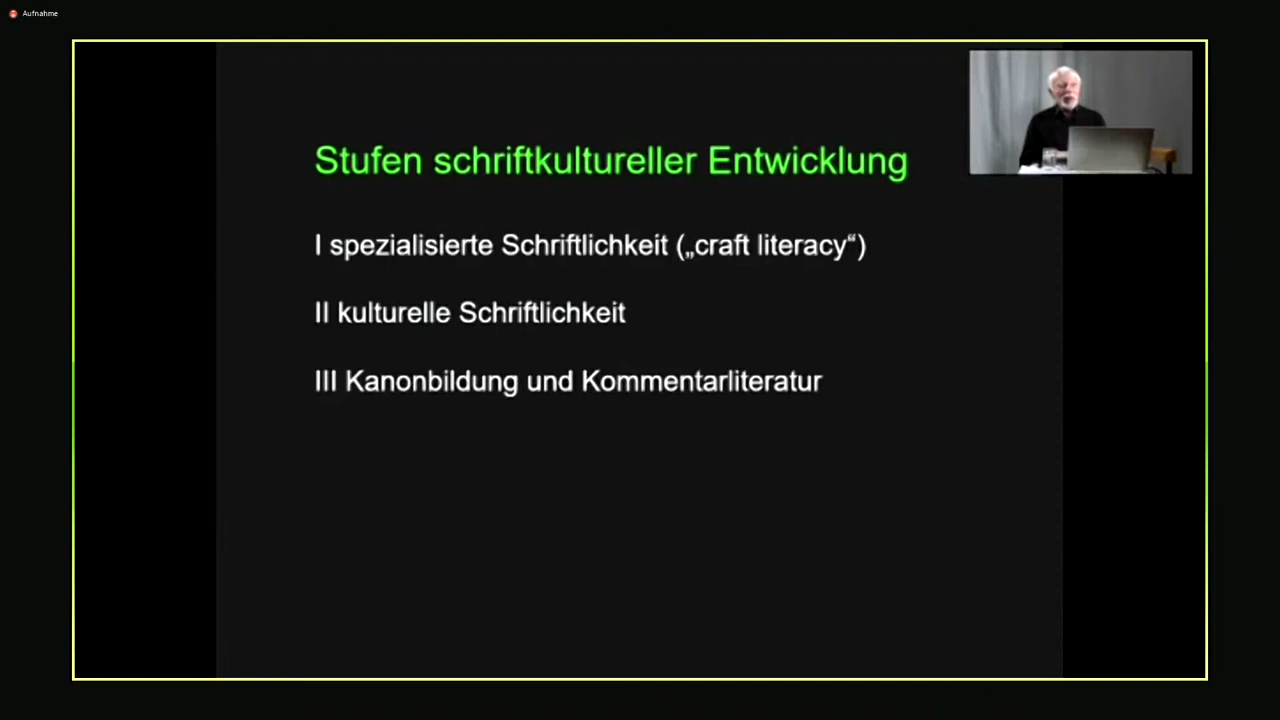 Aufnahme
Stufen schriftkultureller Entwicklung
I spezialisierte Schriftlichkeit („craft literacy“)
II kulturelle Schriftlichkeit
III Kanonbildung und Kommentarliteratur